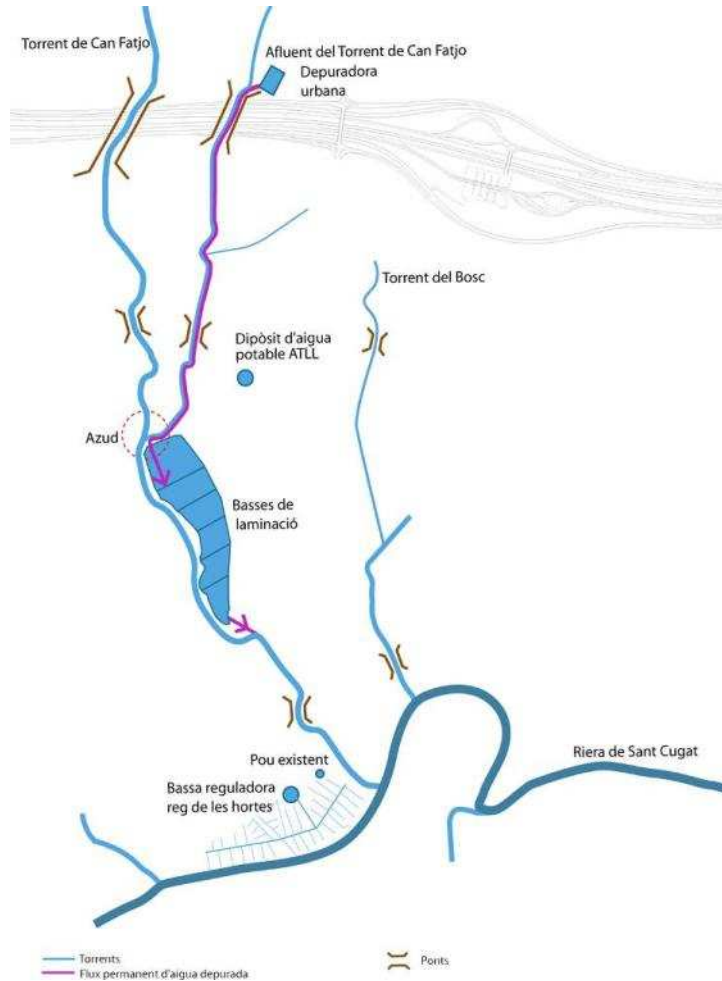 Torrent de Can Fatjo
Afluent del Torrent de Can Fatjo
Depuradora
urbana
Torrent del Bosc
Dipòsit d'aigua
potable ATLL
Azud
Basses de
laminació
Riera de Sant Cugat
Pou existent
Bassa reguladora
reg de les hortes
Torrents
Flux permanent d'aigua depurada
Ponts